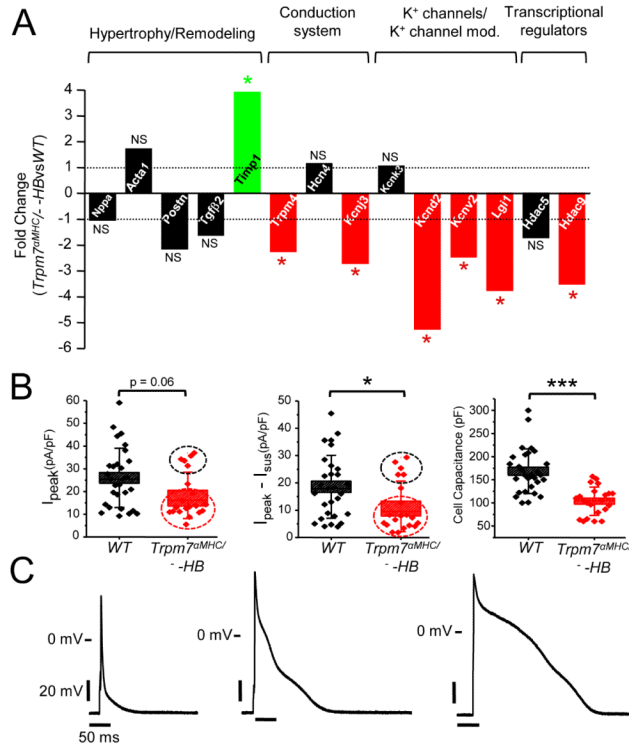 A
Hypertrophy/Remodeling
Conduction system
K+ channels/ K+ channel mod.
Transcriptional regulators
Fold Change
(Trpm7αMHC/- -HBvsWT)
4
3
2
1
0
-1
-2
-3
-4
-5
-6
Nppa
NS
Acta1
NS
Postn
NS
Tgfβ2
NS
Timp1
*
Trpm4
*
Hcn4
NS
Kcnj3
*
Kcnk3
NS
Kcnd2
*
Kcnv2
*
Lgi1
*
Hdac5
NS
Hdac9
*
B
Ipeak(pA/pF)
70
60
50
40
30
20
10
0
p = 0.06
WT
Trpm7αMHC/
- -HB
Ipeak - Isus(pA/pF)
50
40
30
20
10
0
*
WT
Trpm7αMHC/
- -HB
Cell Capacitance (pF)
300
250
200
150
100
50
***
WT
Trpm7αMHC/
- -HB
C
0 mV
20 mV
50 ms
0 mV
0 mV